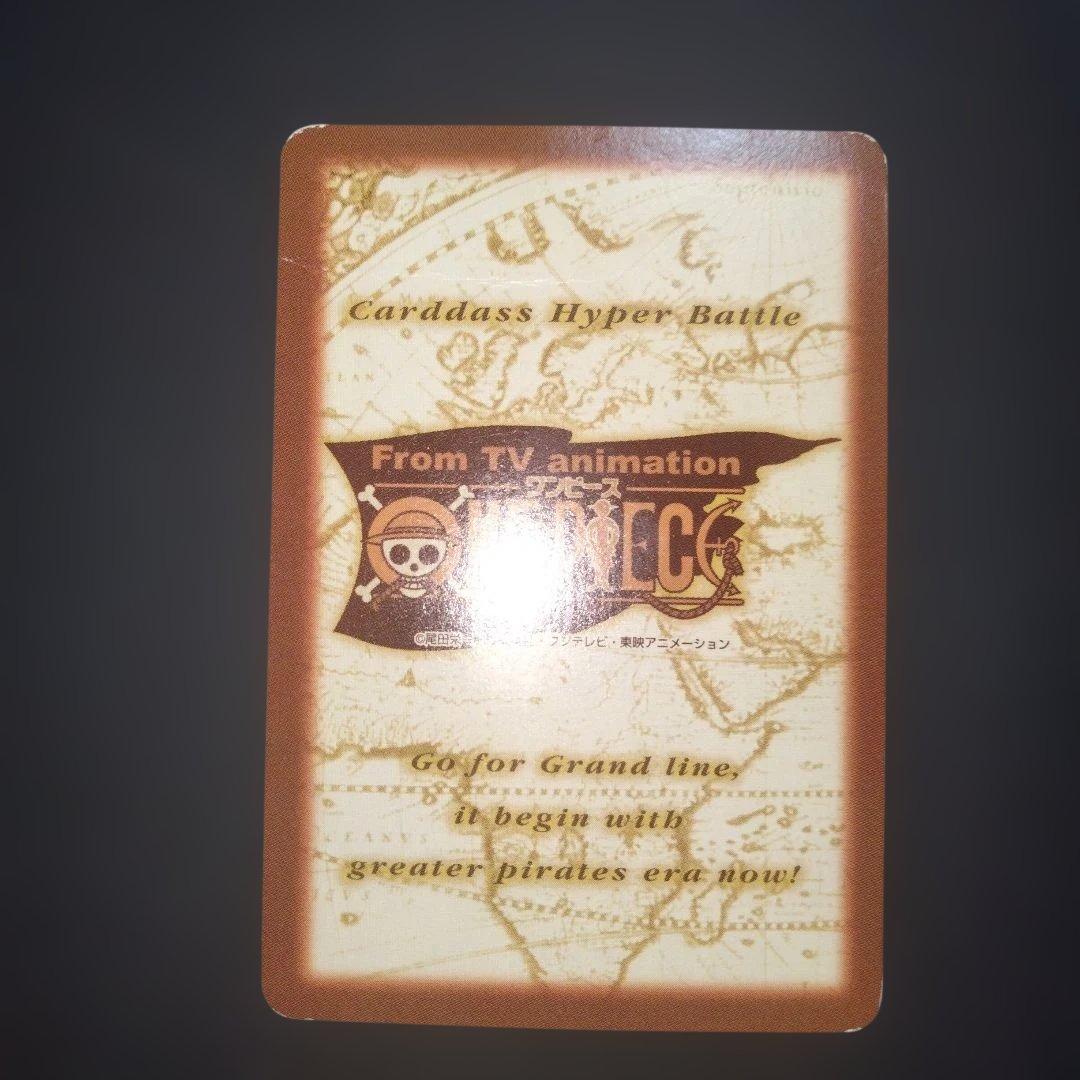 Carddass Hyper Battle
From TV animation
ワンピース
ONE PIECE
©尾田 フジテレビ・東映アニメーション
Go for Grand line,
it begin with
greater pirates era now!